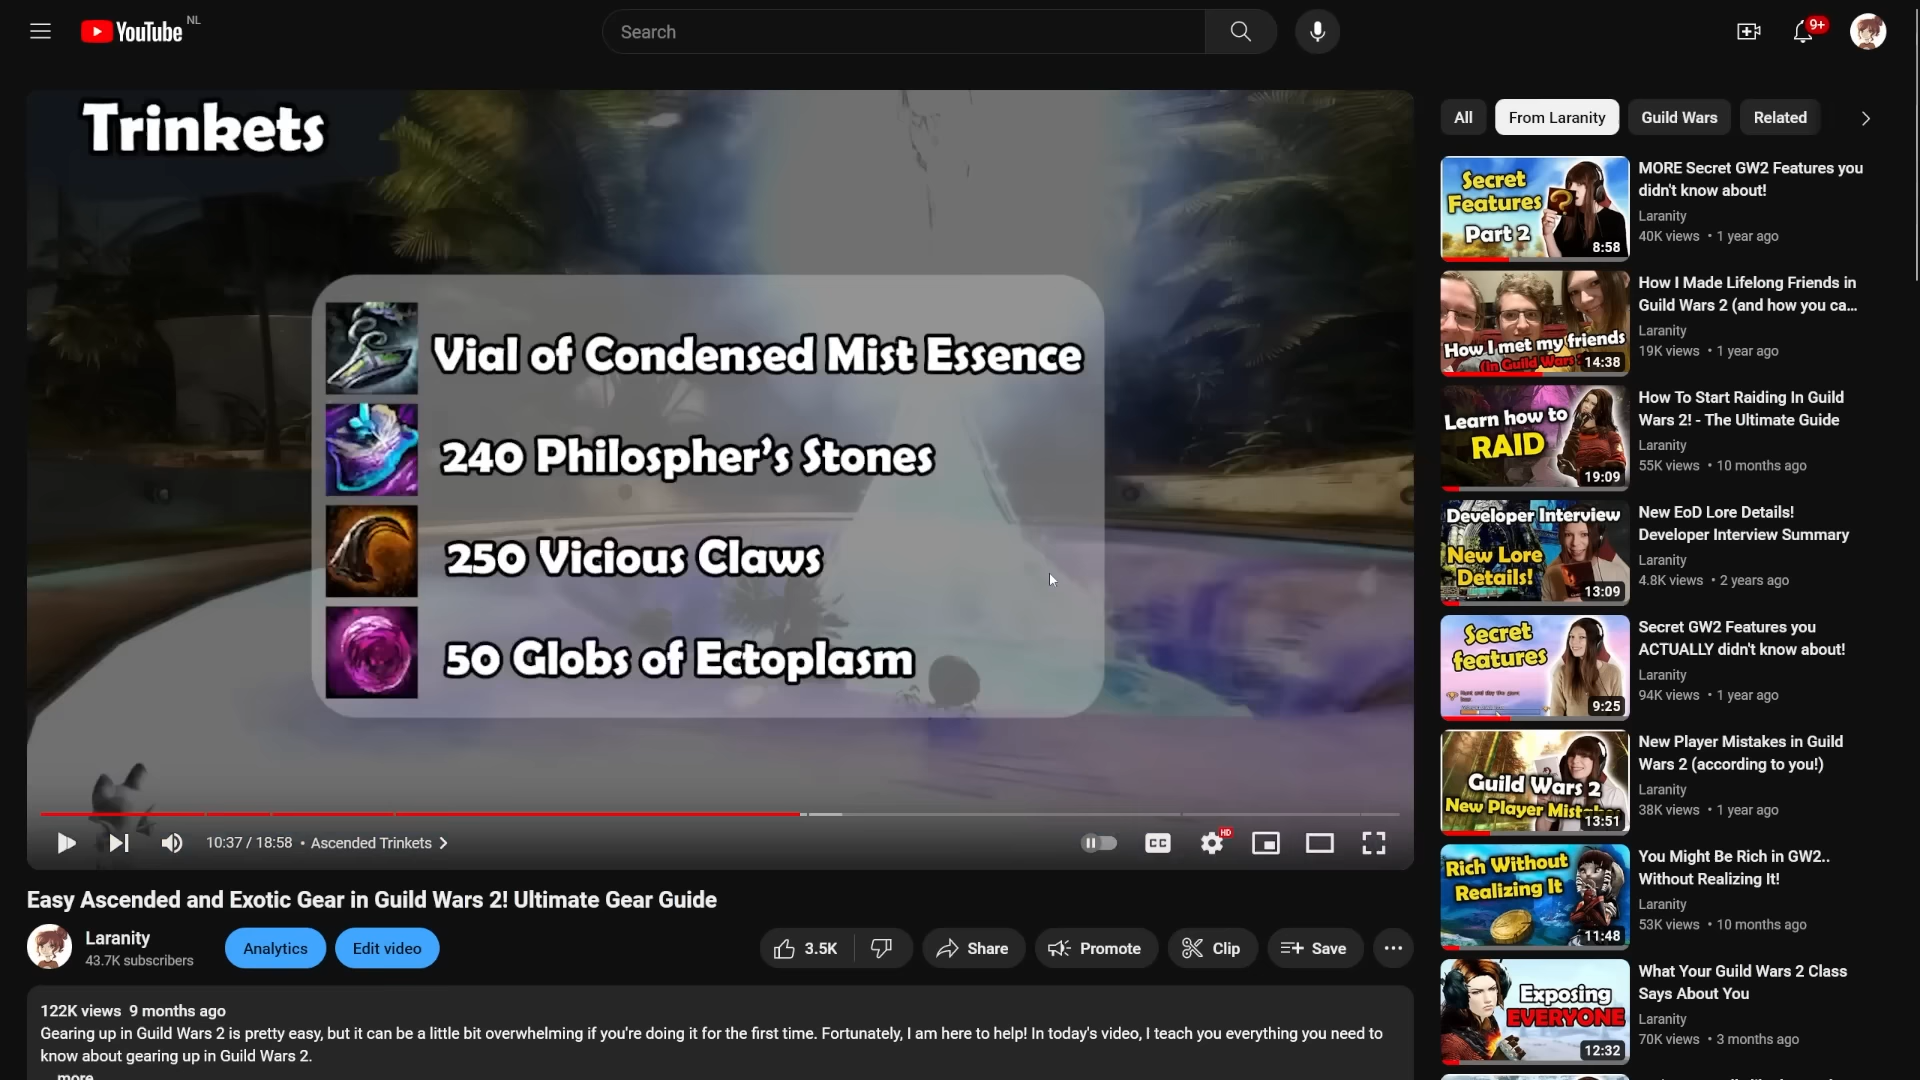 YouTube NL
Search
9+
Trinkets
Vial of Condensed Mist Essence
240 Philospher's Stones
250 Vicious Claws
50 Globs of Ectoplasm
10:37 / 18:58 • Ascended Trinkets
CC
HD
Easy Ascended and Exotic Gear in Guild Wars 2! Ultimate Gear Guide
Laranity
43.7K subscribers
Analytics
Edit video
3.5K
Share
Promote
Clip
Save
122K views 9 months ago
Gearing up in Guild Wars 2 is pretty easy, but it can be a little bit overwhelming if you're doing it for the first time. Fortunately, I am here to help! In today's video, I teach you everything you need to
know about gearing up in Guild Wars 2.
more
All
From Laranity
Guild Wars
Related
Secret
Features
Part 2
8:58
MORE Secret GW2 Features you
didn't know about!
Laranity
40K views • 1 year ago
How I met my friends
(In Guild Wars
14:38
How I Made Lifelong Friends in
Guild Wars 2 (and how you ca...
Laranity
19K views • 1 year ago
Learn how to
RAID
19:09
How To Start Raiding In Guild
Wars 2! - The Ultimate Guide
Laranity
55K views • 10 months ago
Developer Interview
New Lore
Details!
13:09
New EoD Lore Details!
Developer Interview Summary
Laranity
4.8K views • 2 years ago
Secret
features
9:25
Secret GW2 Features you
ACTUALLY didn't know about!
Laranity
94K views • 1 year ago
Guild Wars 2
New Player
13:51
New Player Mistakes in Guild
Wars 2 (according to you!)
Laranity
38K views • 1 year ago
Rich Without
Realizing It
11:48
You Might Be Rich in GW2..
Without Realizing It!
Laranity
53K views • 10 months ago
Exposing
EVERYONE
12:32
What Your Guild Wars 2 Class
Says About You
Laranity
70K views • 3 months ago